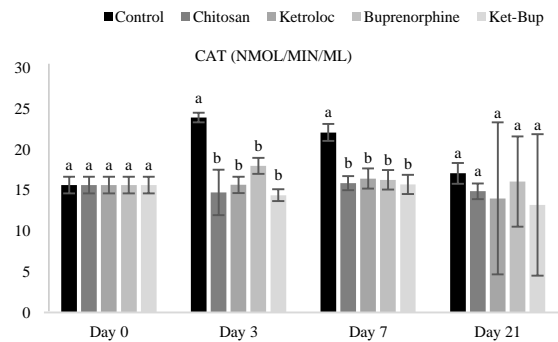 Control Chitosan Ketroloc Buprenorphine Ket-Bup
CAT (NMOL/MIN/ML)
30
25
20
15
10
5
0
a a a a a
a b b b b
a b b b b
a a a a a
Day 0 Day 3 Day 7 Day 21